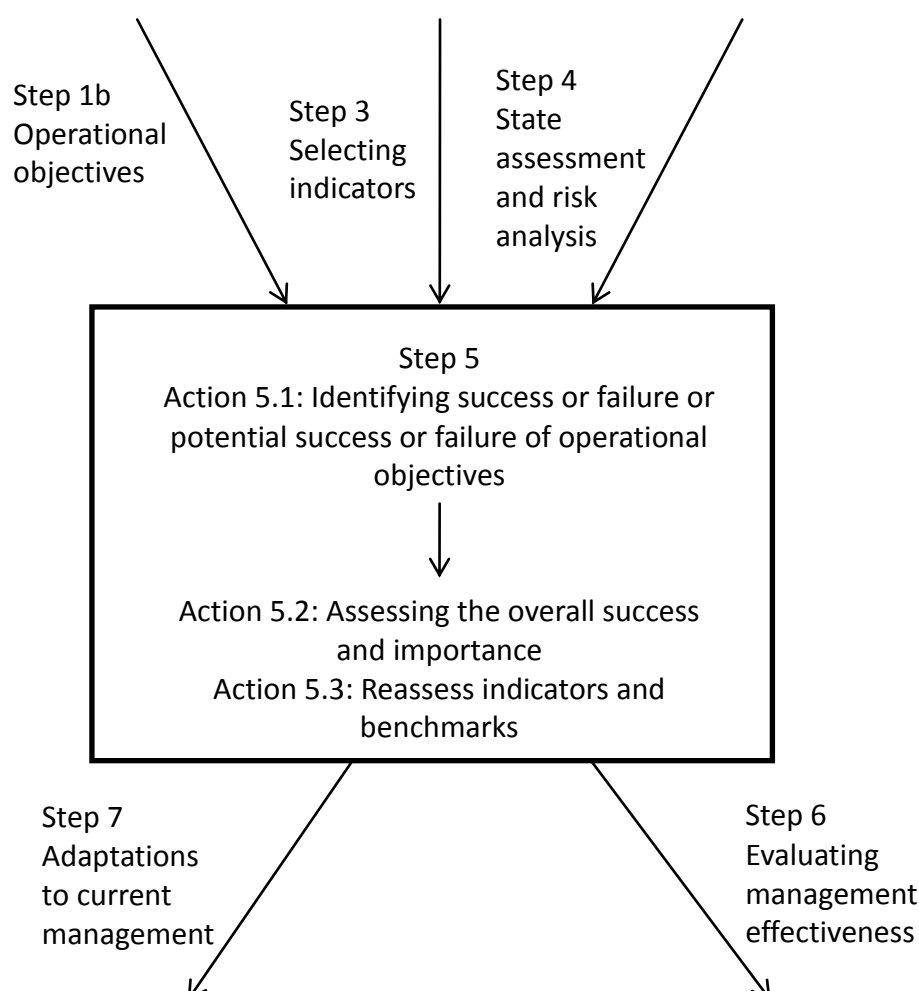 Step 1b
Operational
objectives
Step 3
Selecting
indicators
Step 4
State
assessment
and risk
analysis
Step 5
Action 5.1: Identifying success or failure or
potential success or failure of operational
objectives
Action 5.2: Assessing the overall success
and importance
Action 5.3: Reassess indicators and
benchmarks
Step 7
Adaptations
to current
management
Step 6
Evaluating
management
effectiveness